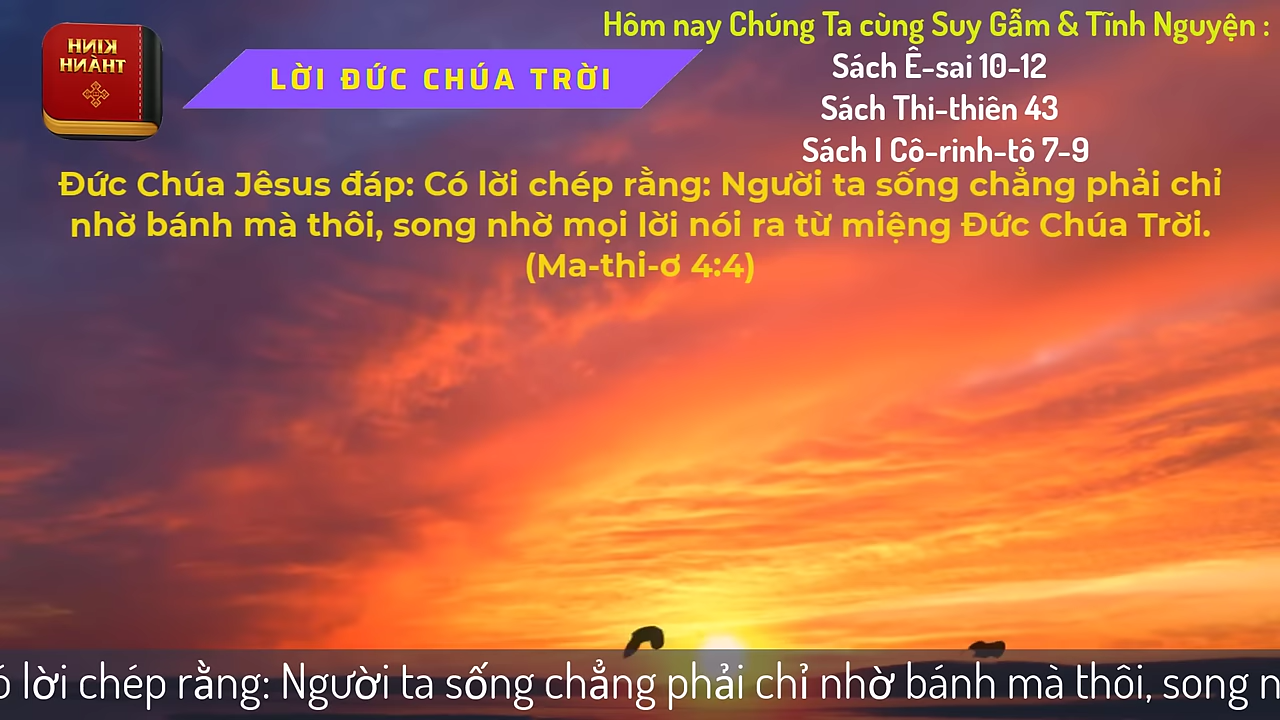 KINH
THÁNH
LỜI ĐỨC CHÚA TRỜI
Hôm nay Chúng Ta cùng Suy Gẫm & Tĩnh Nguyện :
Sách Ê-sai 10-12
Sách Thi-thiên 43
Sách I Cô-rinh-tô 7-9
Đức Chúa Jêsus đáp: Có lời chép rằng: Người ta sống chẳng phải chỉ
nhờ bánh mà thôi, song nhờ mọi lời nói ra từ miệng Đức Chúa Trời.
(Ma-thi-ơ 4:4)
ó lời chép rằng: Người ta sống chẳng phải chỉ nhờ bánh mà thôi, song n